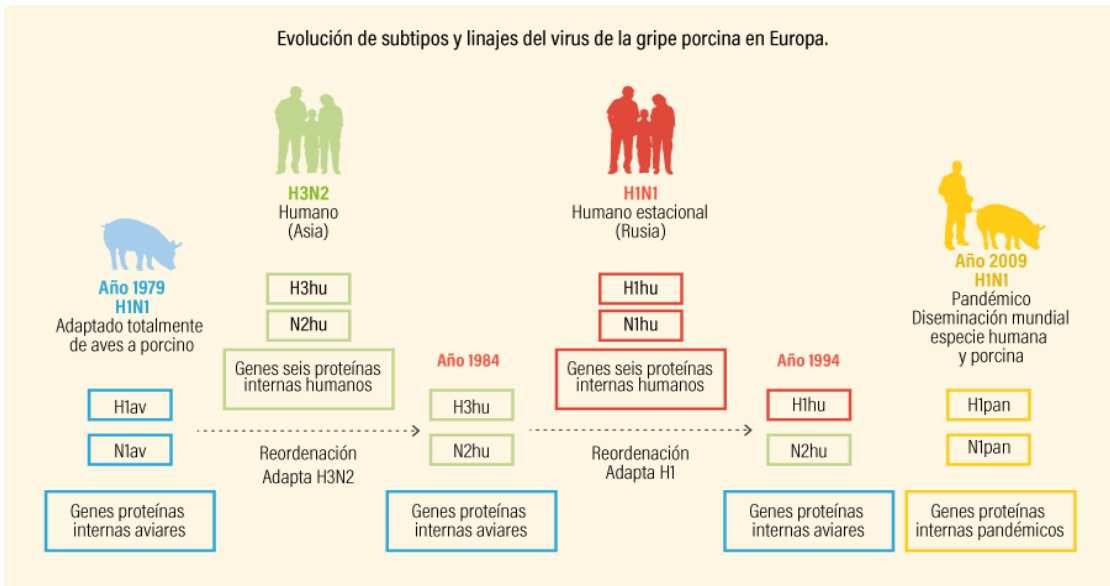 Evolución de subtipos y linajes del virus de la gripe porcina en Europa.
Año 1979
H1N1
Adaptado totalmente
de aves a porcino
H1av
N1av
Genes proteínas
internas aviares
H3N2
Humano
(Asia)
H3hu
N2hu
Genes seis proteínas
internas humanos
Reordenación
Adapta H3N2
Año 1984
H3hu
N2hu
Genes proteínas
internas aviares
H1N1
Humano estacional
(Rusia)
H1hu
N1hu
Genes seis proteínas
internas humanos
Reordenación
Adapta H1
Año 1994
H1hu
N2hu
Genes proteínas
internas aviares
Año 2009
H1N1
Pandémico
Diseminación mundial
especie humana
y porcina
H1pan
N1pan
Genes proteínas
internas pandémicos